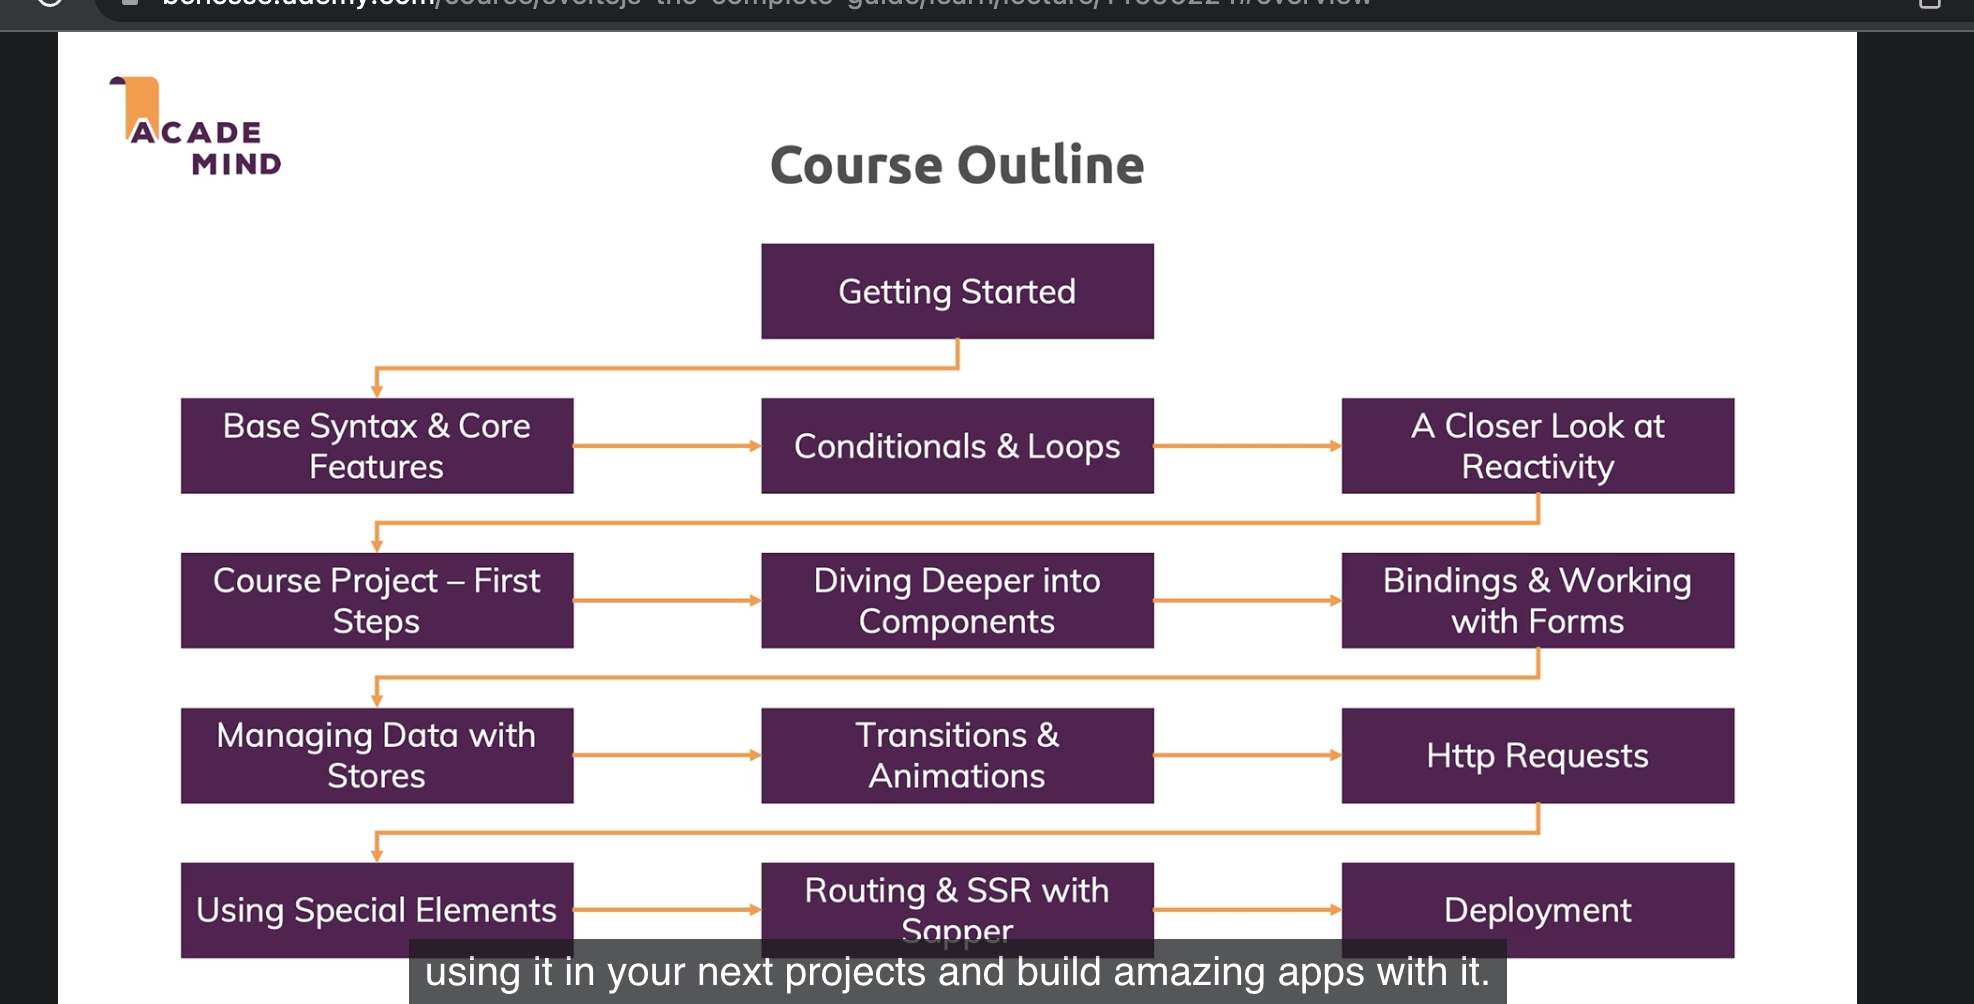 ACADE
MIND
Course Outline
Getting Started
Base Syntax & Core
Features
Conditionals & Loops
A Closer Look at
Reactivity
Course Project – First
Steps
Diving Deeper into
Components
Bindings & Working
with Forms
Managing Data with
Stores
Transitions &
Animations
Http Requests
Using Special Elements
Routing & SSR with
Sapper
Deployment
using it in your next projects and build amazing apps with it.